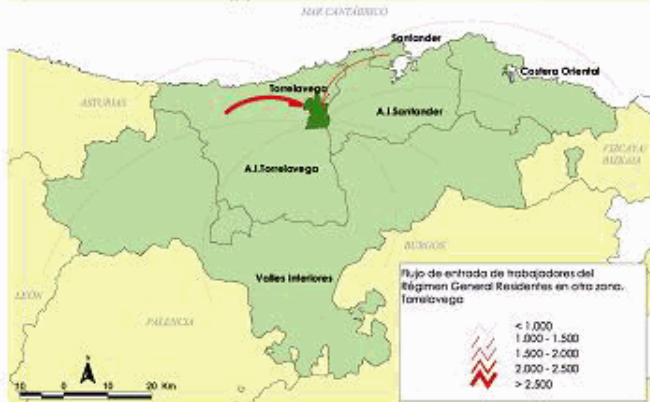 MAR CANTÁBRICO
Santander
Costera Oriental
Torrelavega
ASTURIAS
A.I.Santander
VIZCAYA/
BIZKAIA
A.I.Torrelavega
BURGOS
Valles Interiores
LEÓN
PALENCIA
Flujo de entrada de trabajadores del
Régimen General Residentes en otra zona.
Torrelavega
< 1.000
1.000 - 1.500
1.500 - 2.000
2.000 - 2.500
> 2.500
N
10 0 10 20 Km